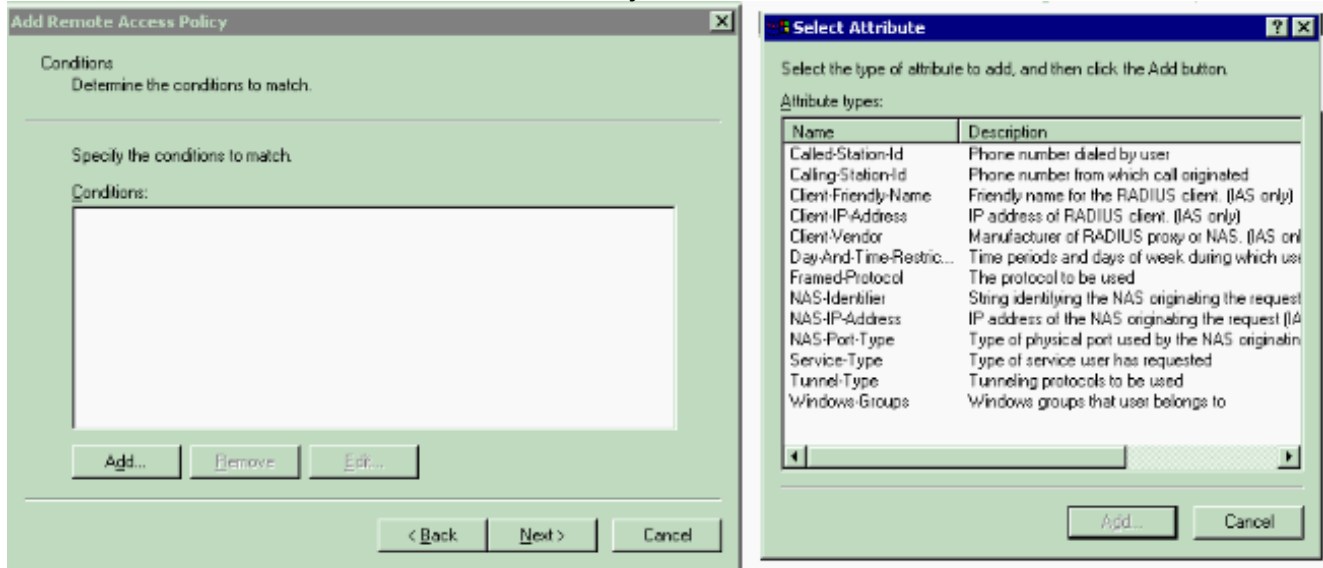 Add Remote Access Policy
Conditions
Determine the conditions to match.
Specify the conditions to match.
Conditions:
Add...
Remove
Edit...
< Back
Next >
Cancel
Select Attribute
Select the type of attribute to add, and then click the Add button.
Attribute types:
Name Description
Called-Station-Id Phone number dialed by user
Calling-Station-Id Phone number from which call originated
Client-Friendly-Name Friendly name for the RADIUS client. (IAS only)
Client-IP-Address IP address of RADIUS client. (IAS only)
Client-Vendor Manufacturer of RADIUS proxy or NAS. (IAS onl
Day-And-Time-Restric... Time periods and days of week during which use
Framed-Protocol The protocol to be used
NAS-Identifier String identifying the NAS originating the request
NAS-IP-Address IP address of the NAS originating the request (IA
NAS-Port-Type Type of physical port used by the NAS originatin
Service-Type Type of service user has requested
Tunnel-Type Tunneling protocols to be used
Windows-Groups Windows groups that user belongs to
Add...
Cancel